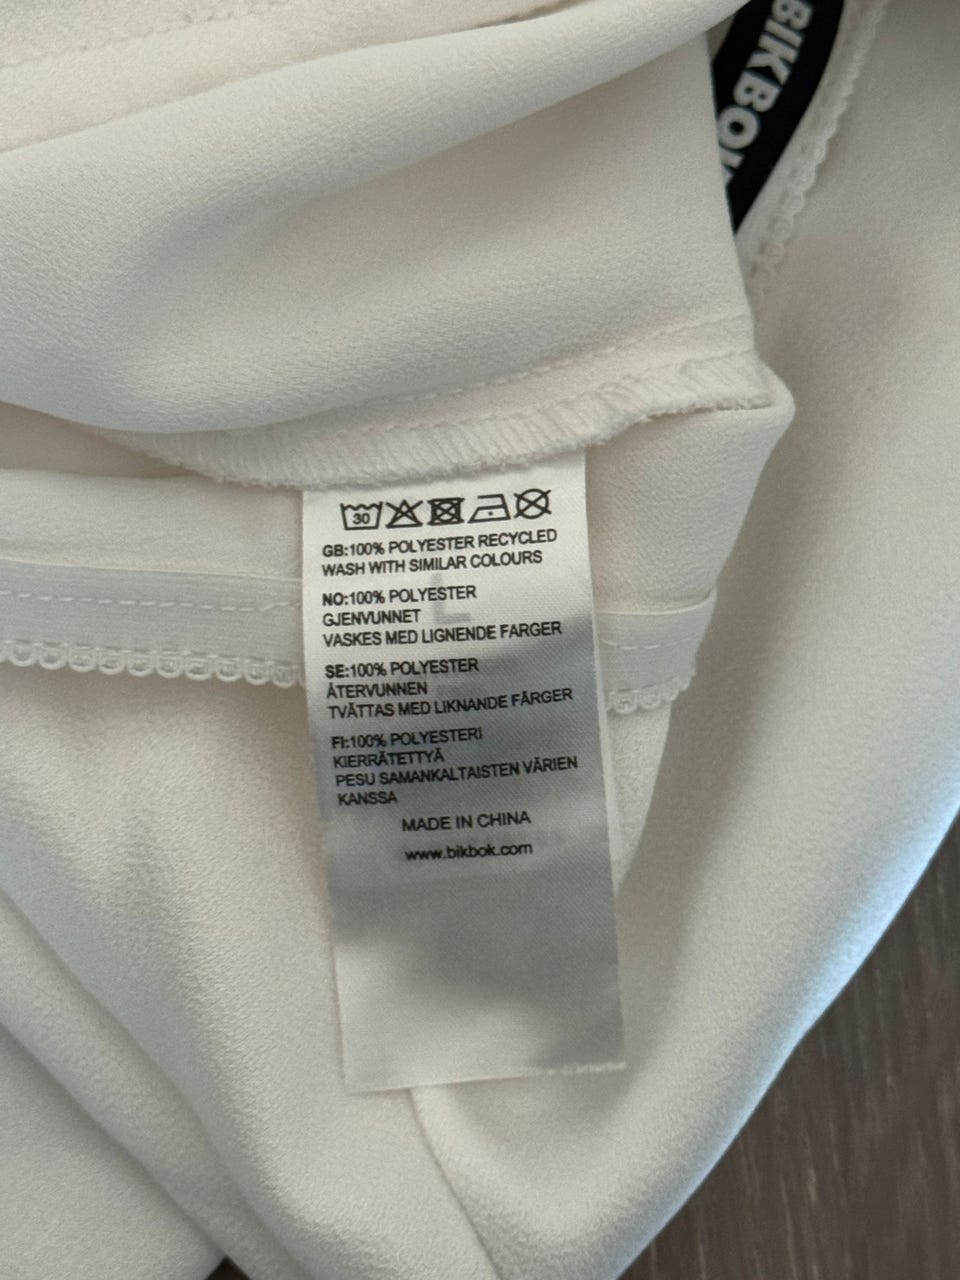 BIKBOK
30
GB:100% POLYESTER RECYCLED
WASH WITH SIMILAR COLOURS
NO:100% POLYESTER
GJENVUNNET
VASKES MED LIGNENDE FARGER
SE:100% POLYESTER
ÅTERVUNNEN
TVÄTTAS MED LIKNANDE FÄRGER
FI:100% POLYESTERI
KIERRÄTETTYÄ
PESU SAMANKALTAISTEN VÄRIEN
KANSSA
MADE IN CHINA
www.bikbok.com